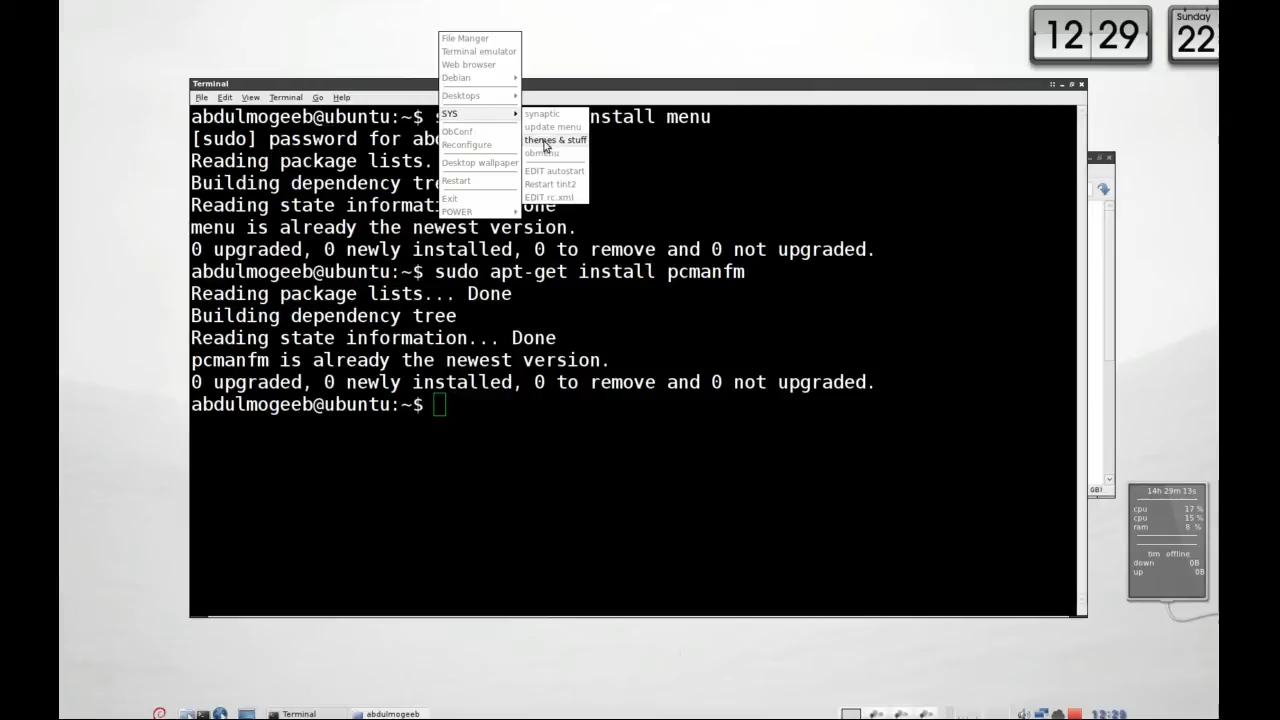 12 29
Sunday
22
File Manger
Terminal emulator
Web browser
Debian
Desktops
SYS
ObConf
Reconfigure
Desktop wallpaper
Restart
Exit
POWER
synaptic
update menu
themes & stuff
obmenu
EDIT autostart
Restart tint2
EDIT rc.xml
Terminal
File Edit View Terminal Go Help
abdulmogeeb@ubuntu:~$ s nstall menu
[sudo] password for abd
Reading package lists.
Building dependency tre
Reading state informati one
menu is already the newest version.
0 upgraded, 0 newly installed, 0 to remove and 0 not upgraded.
abdulmogeeb@ubuntu:~$ sudo apt-get install pcmanfm
Reading package lists... Done
Building dependency tree
Reading state information... Done
pcmanfm is already the newest version.
0 upgraded, 0 newly installed, 0 to remove and 0 not upgraded.
abdulmogeeb@ubuntu:~$
GB)
14h 29m 13s
cpu 17 %
cpu 15 %
ram 8 %
tim offline
down 0B
up 0B
Terminal
abdulmogeeb
12:29